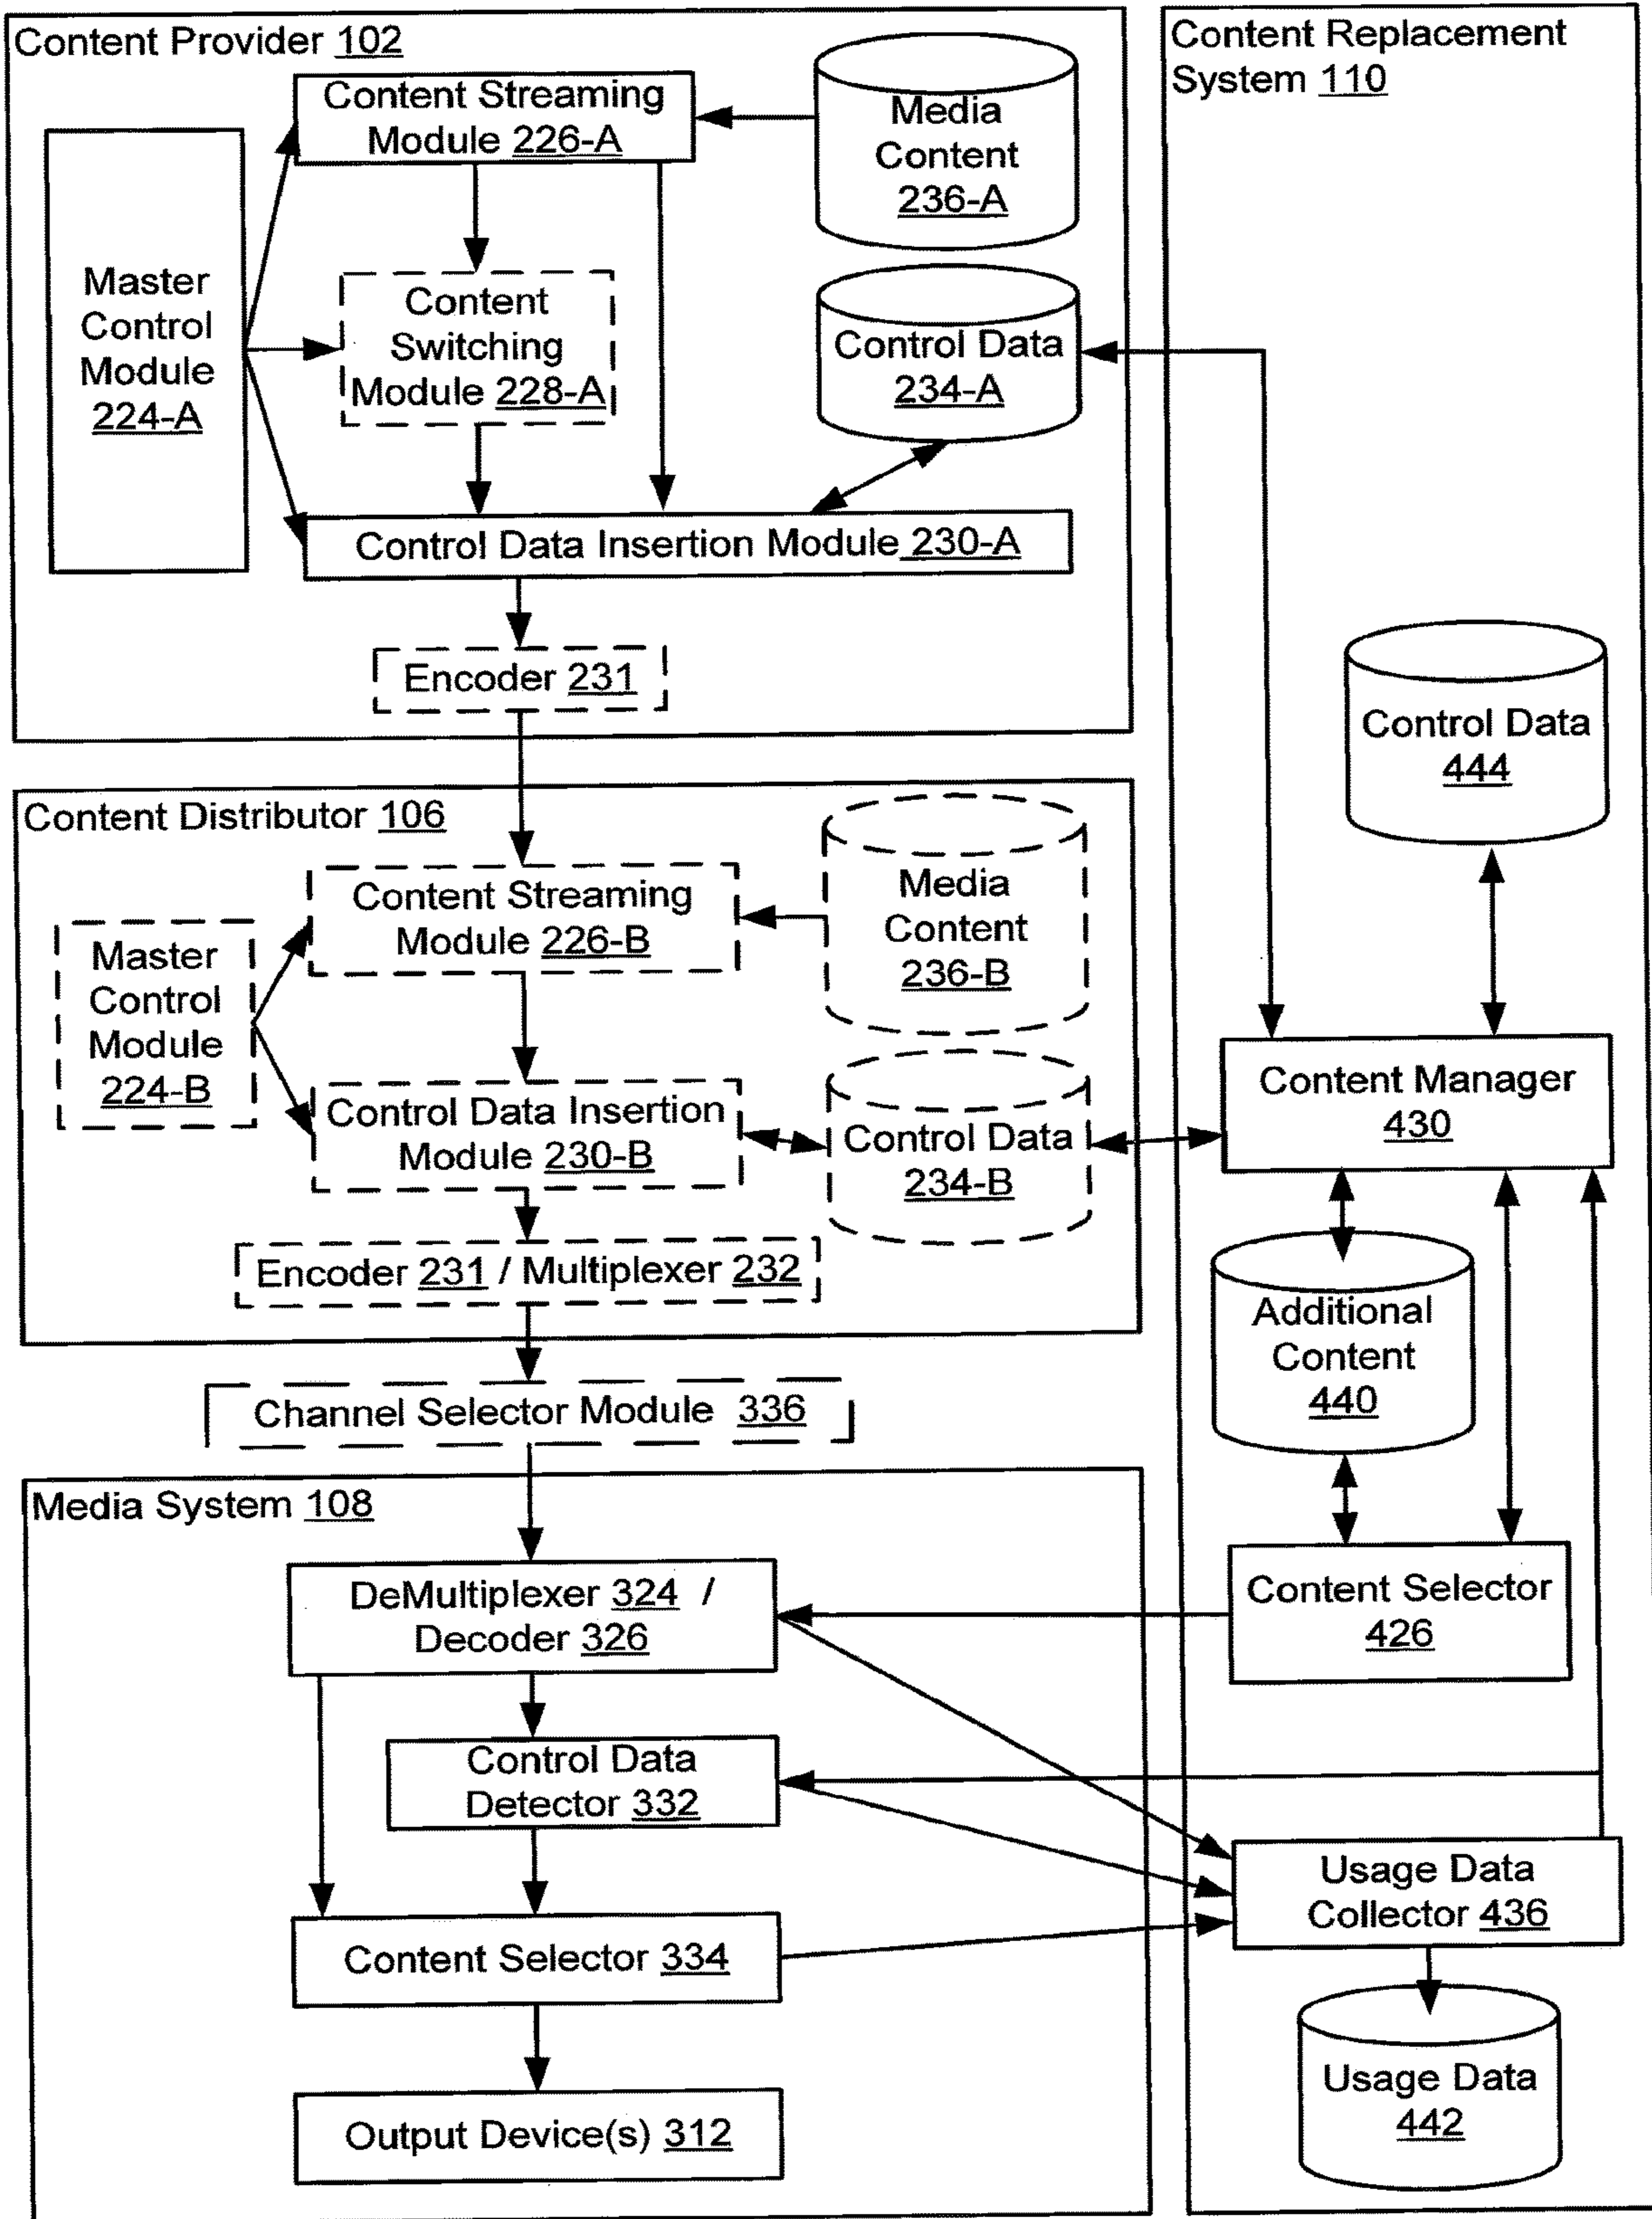 Content Provider 102
Content Streaming
Module 226-A
Media
Content
236-A
Master
Control
Module
224-A
Content
Switching
Module 228-A
Control Data
234-A
Control Data Insertion Module 230-A
Encoder 231
Content Distributor 106
Content Streaming
Module 226-B
Media
Content
236-B
Master
Control
Module
224-B
Control Data Insertion
Module 230-B
Control Data
234-B
Encoder 231 / Multiplexer 232
Channel Selector Module 336
Media System 108
DeMultiplexer 324 /
Decoder 326
Control Data
Detector 332
Content Selector 334
Output Device(s) 312
Content Replacement
System 110
Control Data
444
Content Manager
430
Additional
Content
440
Content Selector
426
Usage Data
Collector 436
Usage Data
442